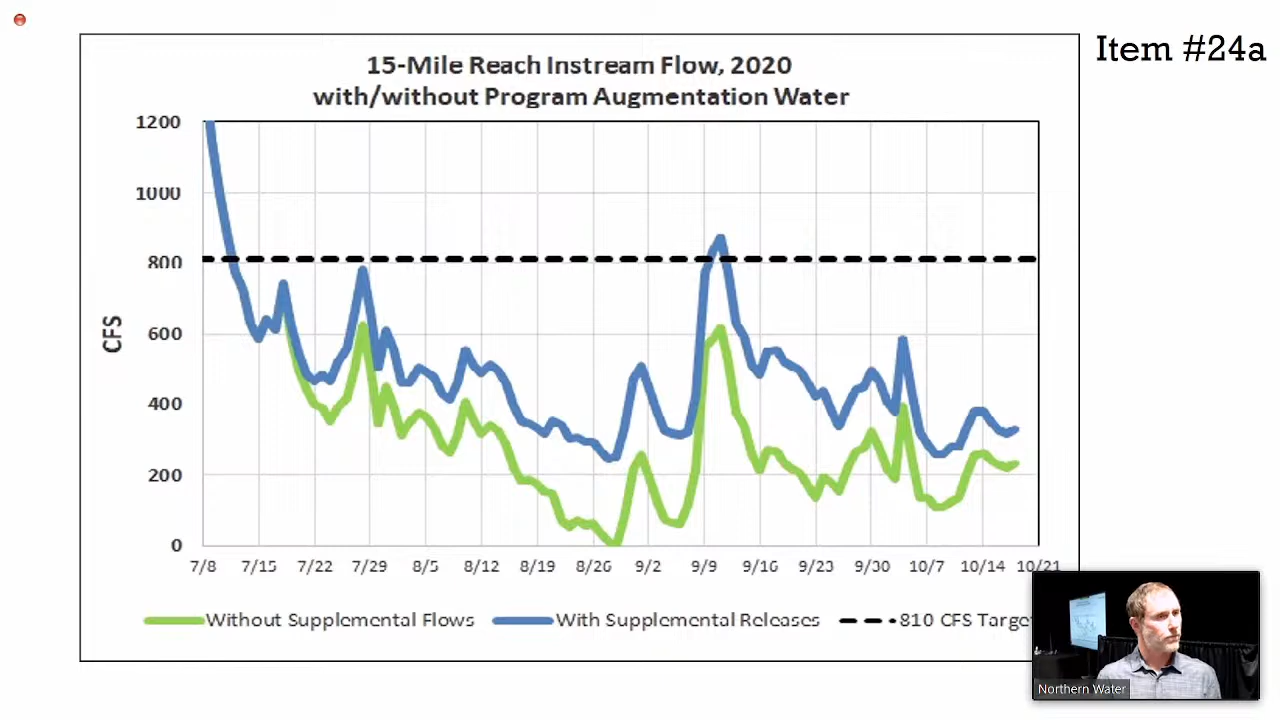 Item #24a
15-Mile Reach Instream Flow, 2020
with/without Program Augmentation Water
1200
1000
800
600
400
200
0
CFS
7/8 7/15 7/22 7/29 8/5 8/12 8/19 8/26 9/2 9/9 9/16 9/23 9/30 10/7 10/14 10/21
Without Supplemental Flows With Supplemental Releases 810 CFS Targe
Northern Water